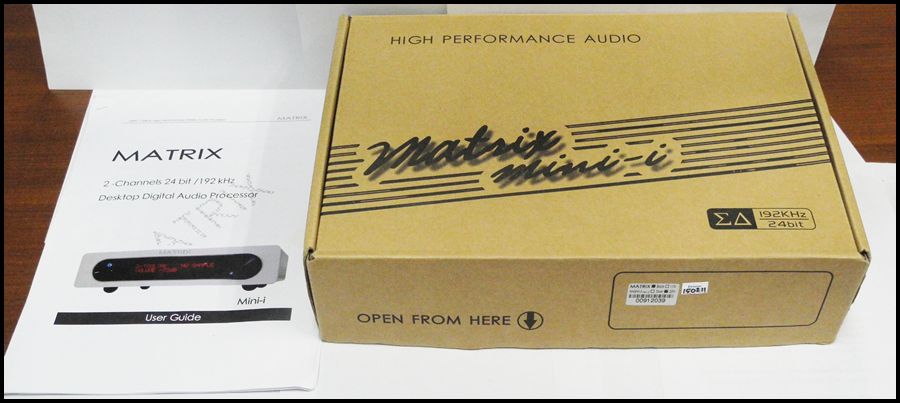 MATRIX
MATRIX
2-Channels 24 bit /192 kHz
Desktop Digital Audio Processor
MATRIX
Mini-i
User Guide
HIGH PERFORMANCE AUDIO
Matrix
mini-i
ΣΔ 192KHz
24bit
OPEN FROM HERE
MATRIX
00912039